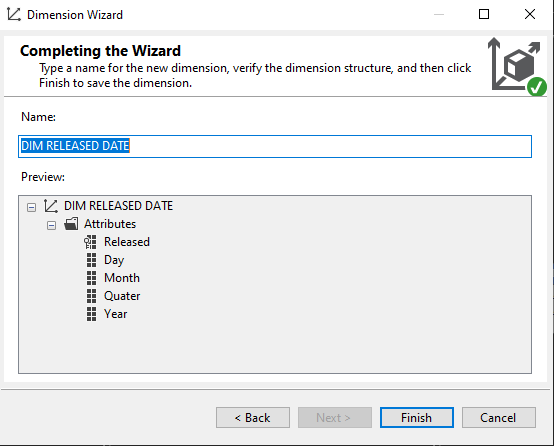 Dimension Wizard
Completing the Wizard
Type a name for the new dimension, verify the dimension structure, and then click
Finish to save the dimension.
Name:
DIM RELEASED DATE
Preview:
DIM RELEASED DATE
Attributes
Released
Day
Month
Quater
Year
< Back
Next >
Finish
Cancel